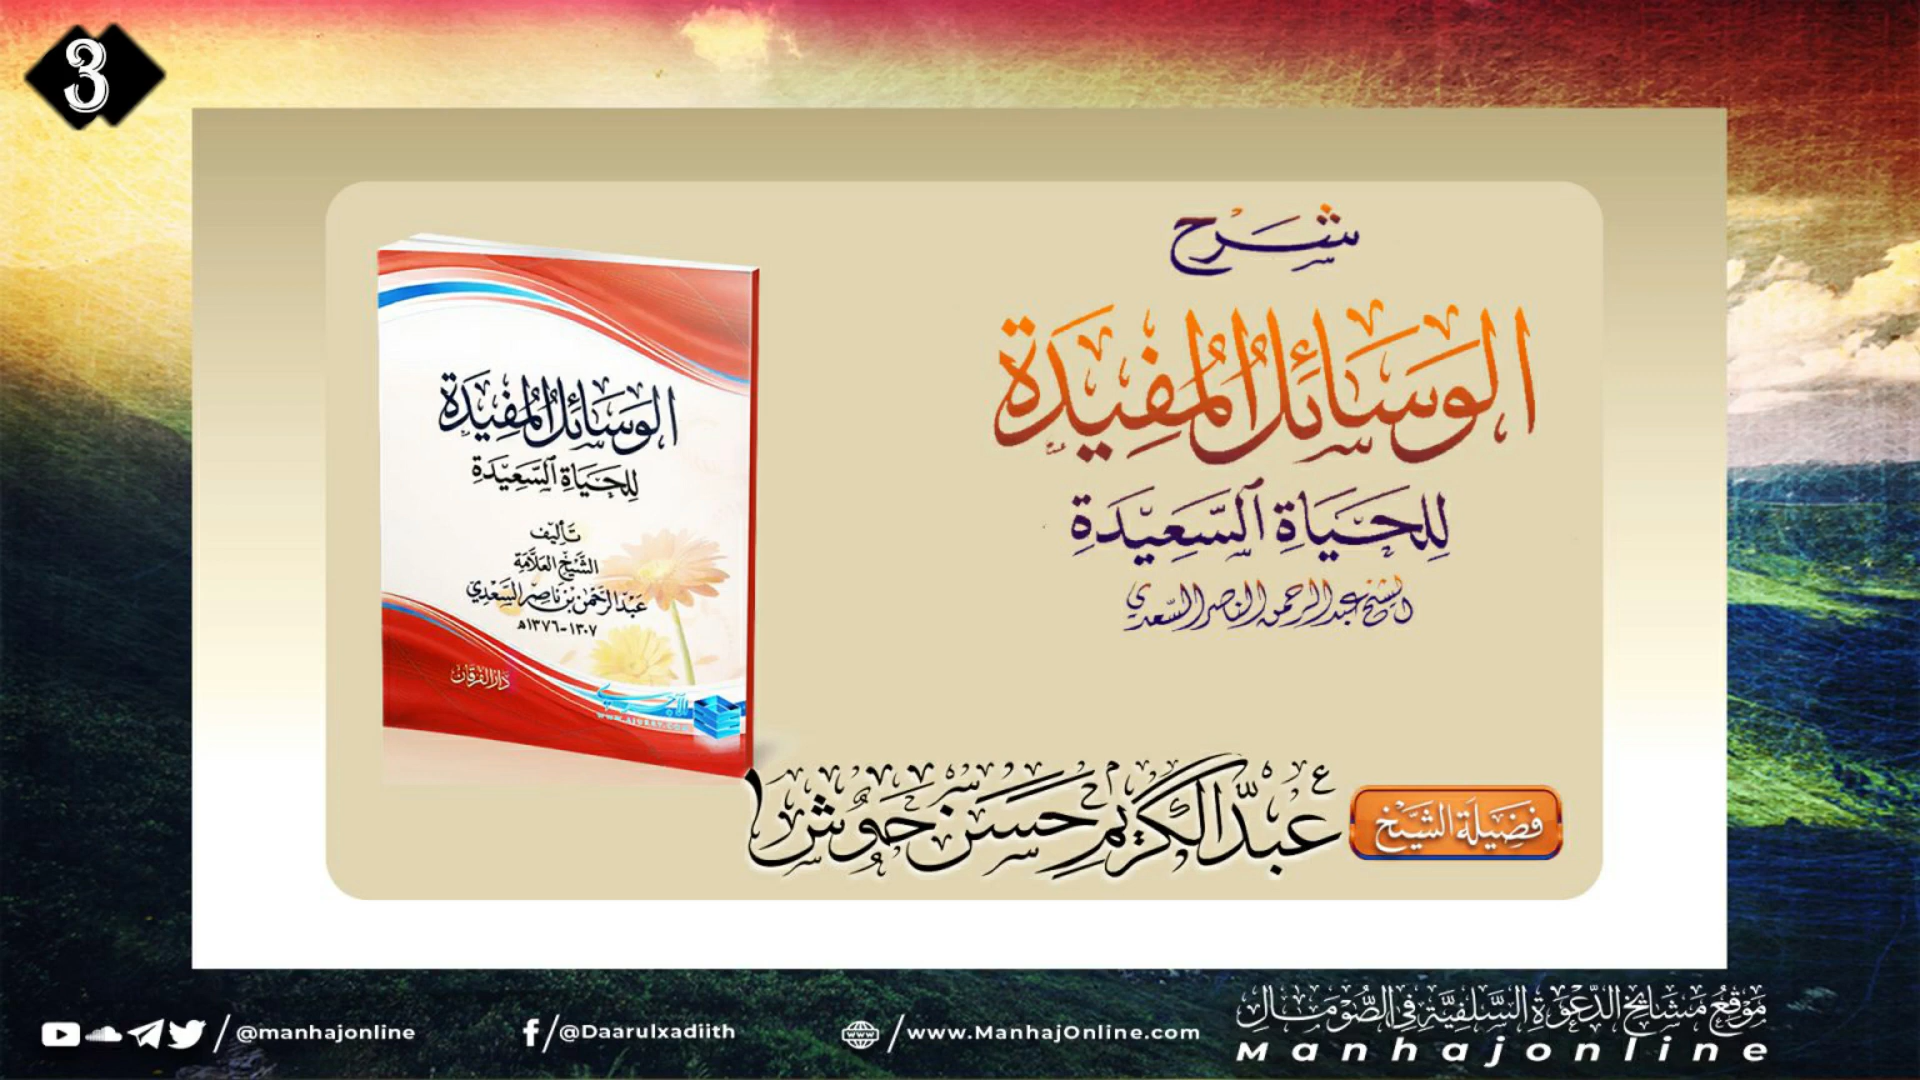 3
شرح
الوسائل المفيدة
للحياة السعيدة
الشيخ عبد الرحمن الناصر السعدي
الوسائل المفيدة
للحياة السعيدة
تأليف
الشيخ العلامة
عبد الرحمن بن ناصر السعدي
١٣٠٧-١٣٧٦هـ
دار الفرقان
فضيلة الشيخ
عبد الكريم حسن حوش
موقع مشايخ الدعوة السلفية في الصومال
Manhajonline
@manhajonline
@Daarulxadiith
www.ManhajOnline.com